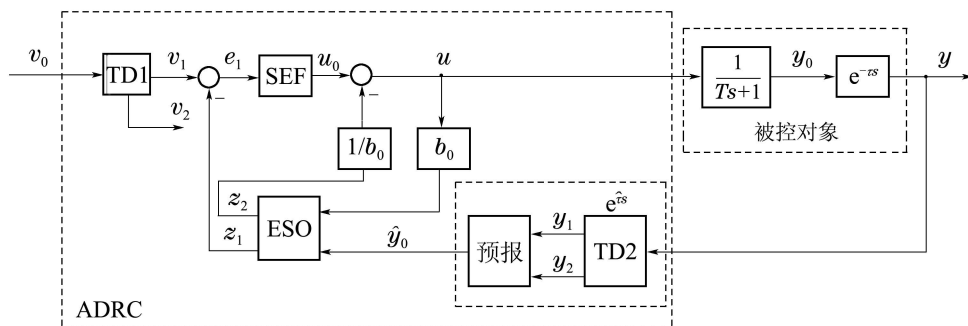 v₀
TD1
v₁
v₂
−
e₁
SEF
u₀
−
u
1/b₀
b₀
z₂
z₁
ESO
ŷ₀
预报
y₁
y₂
e^{τ̂s}
TD2
ADRC
1/(Ts+1)
y₀
e^{−τs}
y
被控对象